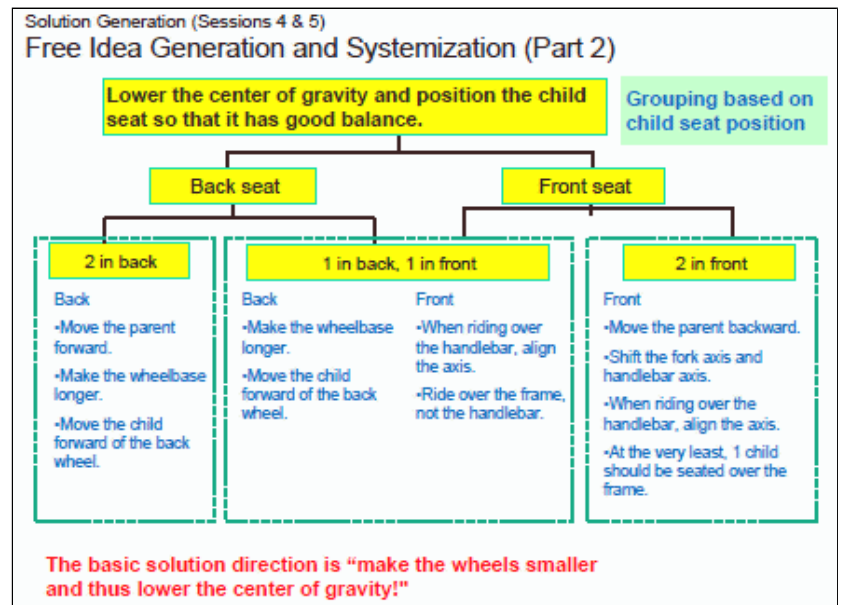 Solution Generation (Sessions 4 & 5)
Free Idea Generation and Systemization (Part 2)
Lower the center of gravity and position the child
seat so that it has good balance.
Grouping based on
child seat position
Back seat
Front seat
2 in back
Back
•Move the parent
forward.
•Make the wheelbase
longer.
•Move the child
forward of the back
wheel.
1 in back, 1 in front
Back
•Make the wheelbase
longer.
•Move the child
forward of the back
wheel.
Front
•When riding over
the handlebar, align
the axis.
•Ride over the frame,
not the handlebar.
2 in front
Front
•Move the parent backward.
•Shift the fork axis and
handlebar axis.
•When riding over the
handlebar, align the axis.
•At the very least, 1 child
should be seated over the
frame.
The basic solution direction is “make the wheels smaller
and thus lower the center of gravity!"